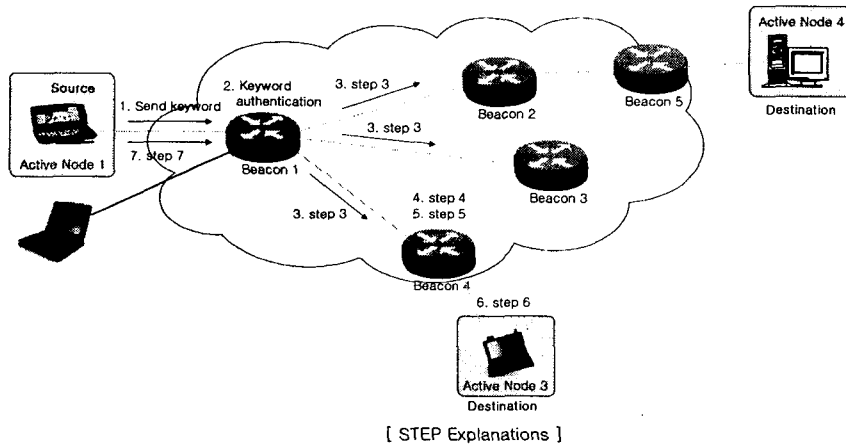 Active Node 4
Destination
Source
Active Node 1
1. Send keyword
7. step 7
2. Keyword
authentication
Beacon 1
3. step 3
Beacon 2
Beacon 5
3. step 3
Beacon 3
3. step 3
4. step 4
5. step 5
Beacon 4
6. step 6
Active Node 3
Destination
[ STEP Explanations ]